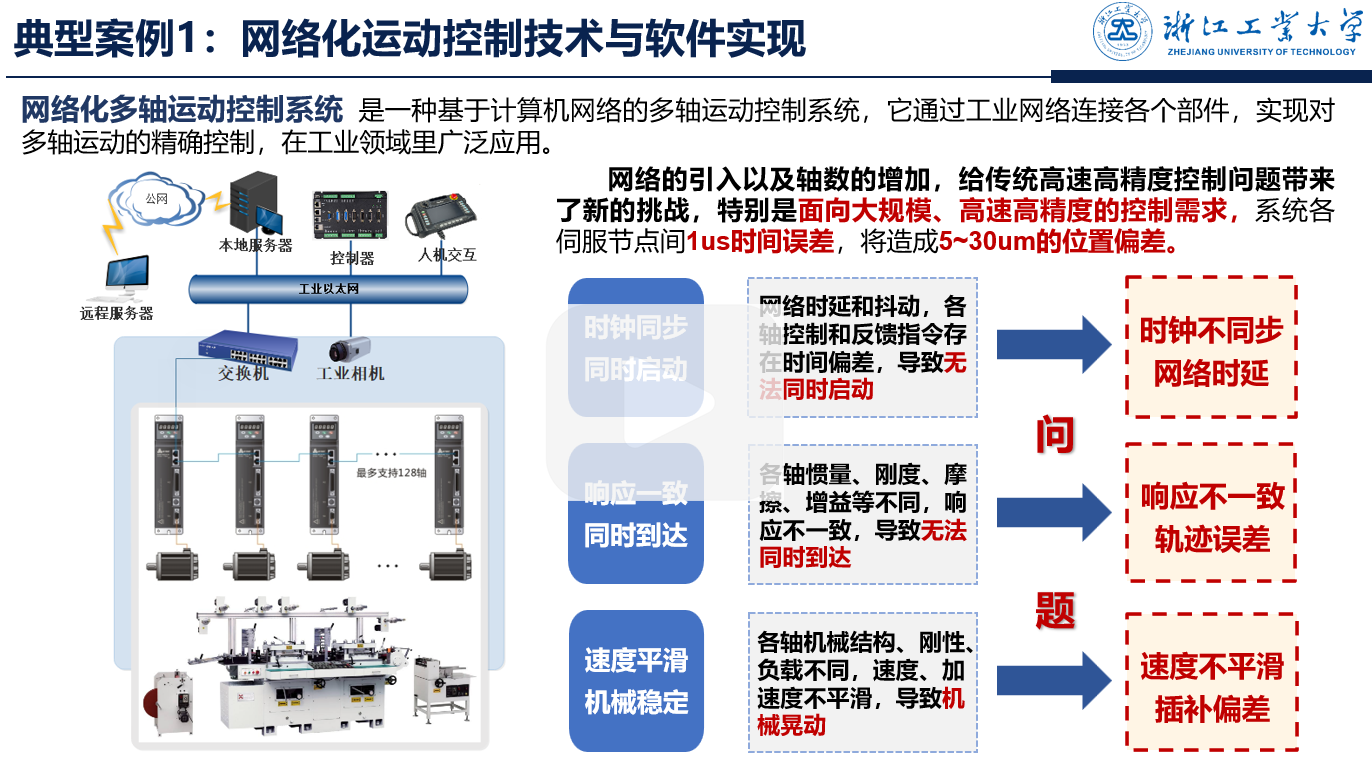 典型案例1：网络化运动控制技术与软件实现
浙江工业大学
ZHEJIANG UNIVERSITY OF TECHNOLOGY
网络化多轴运动控制系统 是一种基于计算机网络的多轴运动控制系统，它通过工业网络连接各个部件，实现对
多轴运动的精确控制，在工业领域里广泛应用。
公网
本地服务器
控制器
人机交互
工业以太网
远程服务器
交换机
工业相机
最多支持128轴
网络的引入以及轴数的增加，给传统高速高精度控制问题带来
了新的挑战，特别是面向大规模、高速高精度的控制需求，系统各
伺服节点间1us时间误差，将造成5~30um的位置偏差。
时钟同步
同时启动
网络时延和抖动，各
轴控制和反馈指令存
在时间偏差，导致无
法同时启动
时钟不同步
网络时延
问
响应一致
同时到达
各轴惯量、刚度、摩
擦、增益等不同，响
应不一致，导致无法
同时到达
响应不一致
轨迹误差
题
速度平滑
机械稳定
各轴机械结构、刚性、
负载不同，速度、加
速度不平滑，导致机
械晃动
速度不平滑
插补偏差